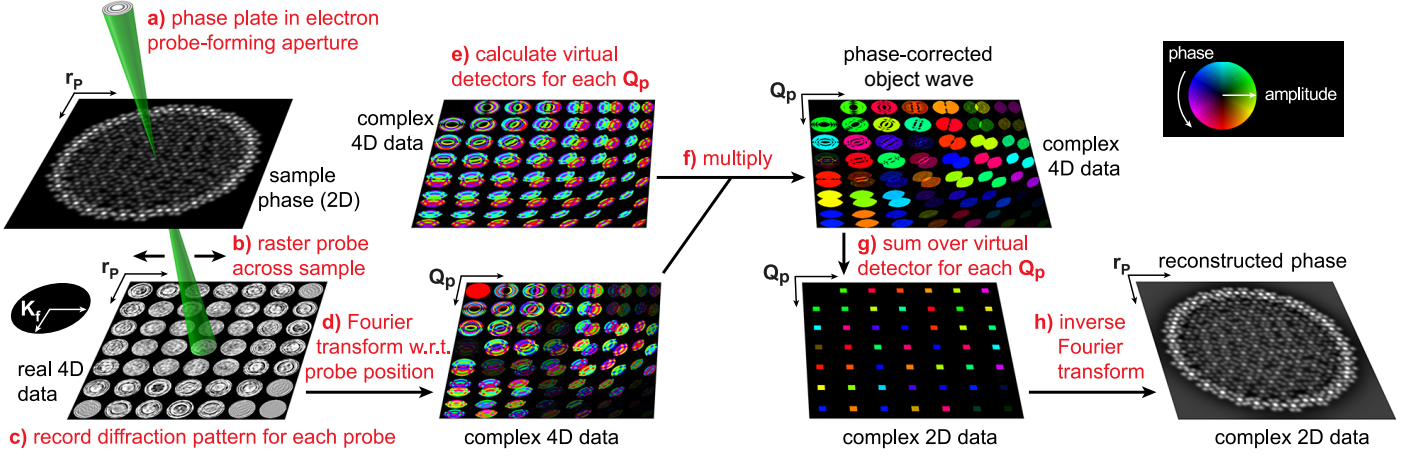 a) phase plate in electron
probe-forming aperture
r_P
sample
phase (2D)
b) raster probe
across sample
r_P
K_f
real 4D
data
c) record diffraction pattern for each probe
d) Fourier
transform w.r.t.
probe position
e) calculate virtual
detectors for each Q_p
complex
4D data
Q_p
complex 4D data
f) multiply
phase-corrected
object wave
Q_p
complex
4D data
g) sum over virtual
detector for each Q_p
Q_p
complex 2D data
h) inverse
Fourier
transform
r_P
reconstructed phase
complex 2D data
phase
amplitude